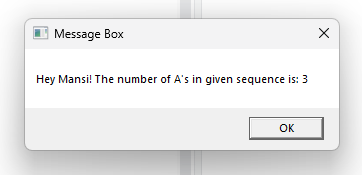 Message Box
Hey Mansi! The number of A's in given sequence is: 3
OK